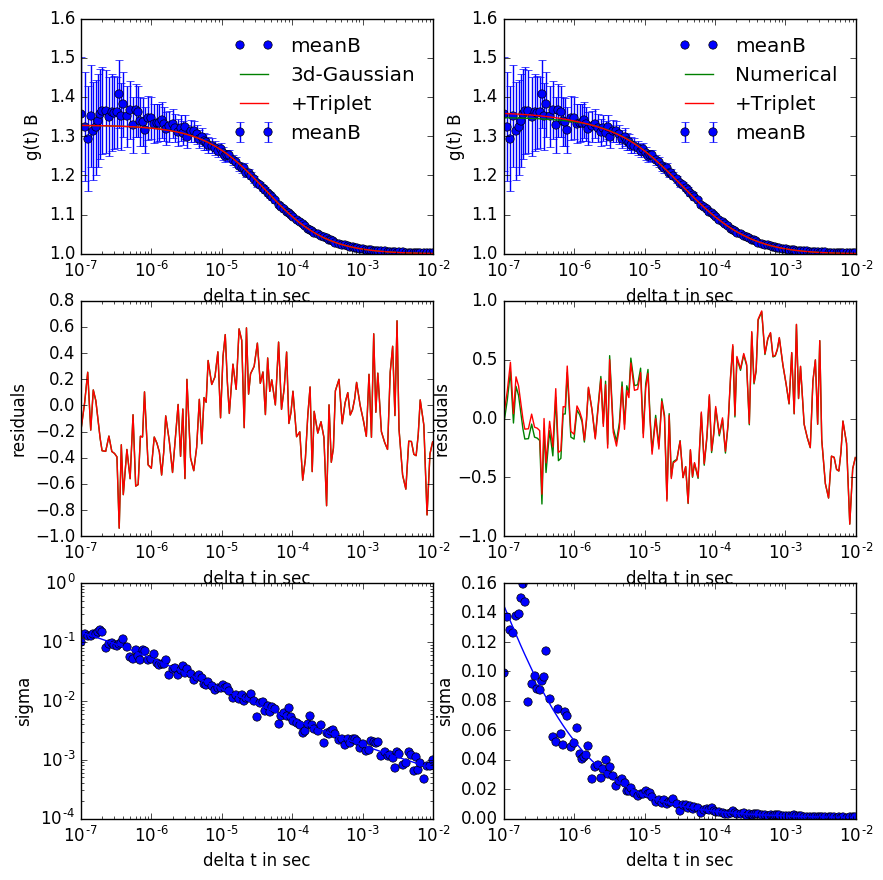 1.6
1.5
1.4
1.3
1.2
1.1
1.0
g(t) B
meanB
3d-Gaussian
+Triplet
meanB
10^-7 10^-6 10^-5 10^-4 10^-3 10^-2
delta t in sec
1.6
1.5
1.4
1.3
1.2
1.1
1.0
g(t) B
meanB
Numerical
+Triplet
meanB
10^-7 10^-6 10^-5 10^-4 10^-3 10^-2
delta t in sec
0.8
0.6
0.4
0.2
0.0
−0.2
−0.4
−0.6
−0.8
−1.0
residuals
10^-7 10^-6 10^-5 10^-4 10^-3 10^-2
delta t in sec
1.0
0.5
0.0
−0.5
−1.0
residuals
10^-7 10^-6 10^-5 10^-4 10^-3 10^-2
delta t in sec
10^0
10^-1
10^-2
10^-3
10^-4
sigma
10^-7 10^-6 10^-5 10^-4 10^-3 10^-2
delta t in sec
0.16
0.14
0.12
0.10
0.08
0.06
0.04
0.02
0.00
sigma
10^-7 10^-6 10^-5 10^-4 10^-3 10^-2
delta t in sec